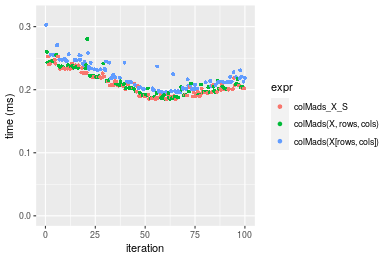 0.3
0.2
0.1
0.0
time (ms)
0
25
50
75
100
iteration
expr
colMads_X_S
colMads(X, rows, cols)
colMads(X[rows, cols])